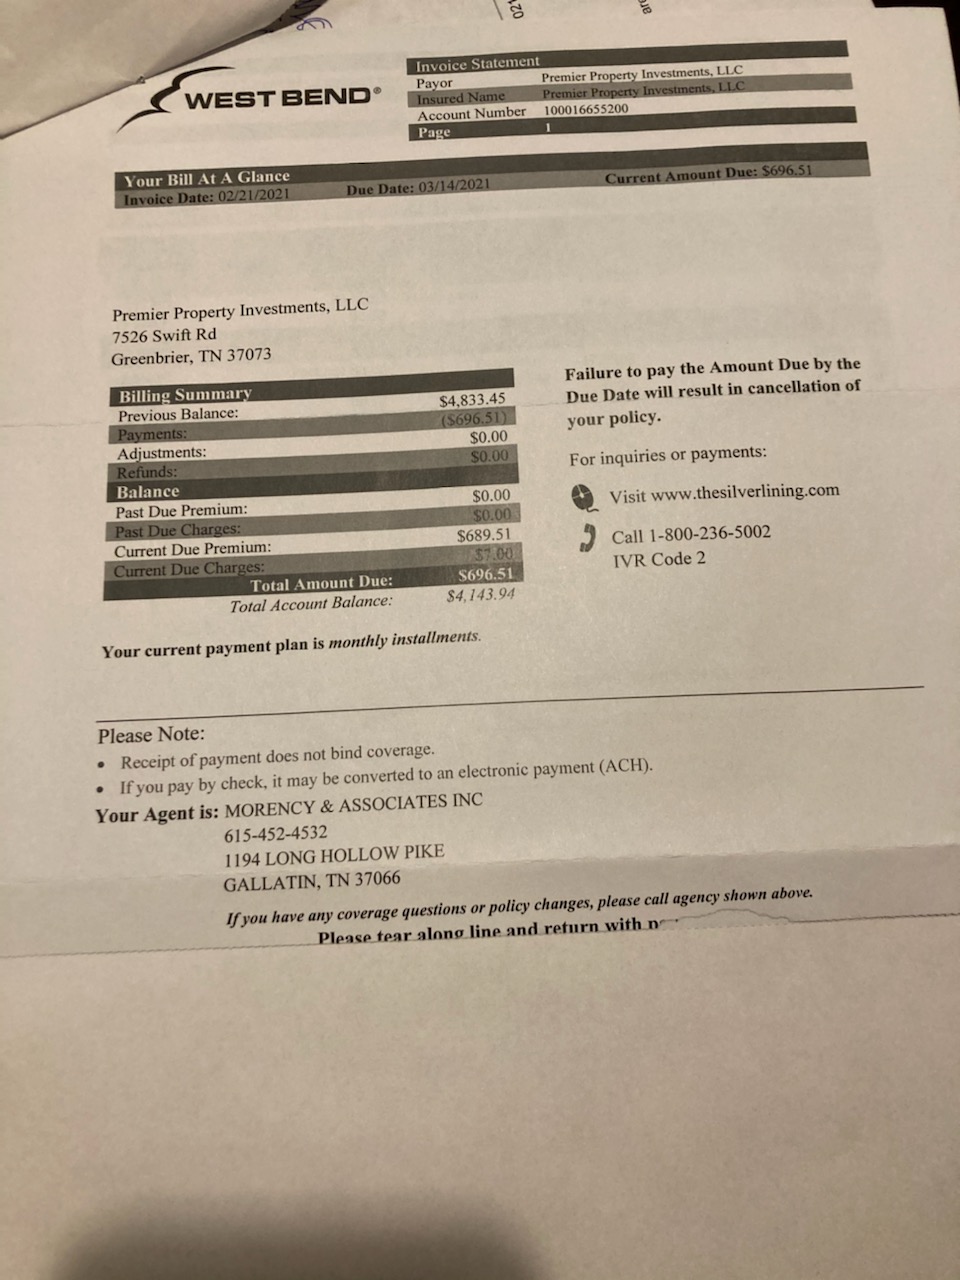 021
are
WEST BEND®
Invoice Statement
Payor Premier Property Investments, LLC
Insured Name Premier Property Investments, LLC
Account Number 100016655200
Page 1
Your Bill At A Glance
Invoice Date: 02/21/2021 Due Date: 03/14/2021 Current Amount Due: $696.51
Premier Property Investments, LLC
7526 Swift Rd
Greenbrier, TN 37073
Billing Summary
Previous Balance: $4,833.45
Payments: ($696.51)
Adjustments: $0.00
Refunds: $0.00
Balance
Past Due Premium: $0.00
Past Due Charges: $0.00
Current Due Premium: $689.51
Current Due Charges: $7.00
Total Amount Due: $696.51
Total Account Balance: $4,143.94
Failure to pay the Amount Due by the
Due Date will result in cancellation of
your policy.
For inquiries or payments:
Visit www.thesilverlining.com
Call 1-800-236-5002
IVR Code 2
Your current payment plan is monthly installments.
Please Note:
• Receipt of payment does not bind coverage.
• If you pay by check, it may be converted to an electronic payment (ACH).
Your Agent is: MORENCY & ASSOCIATES INC
615-452-4532
1194 LONG HOLLOW PIKE
GALLATIN, TN 37066
If you have any coverage questions or policy changes, please call agency shown above.
Please tear along line and return with